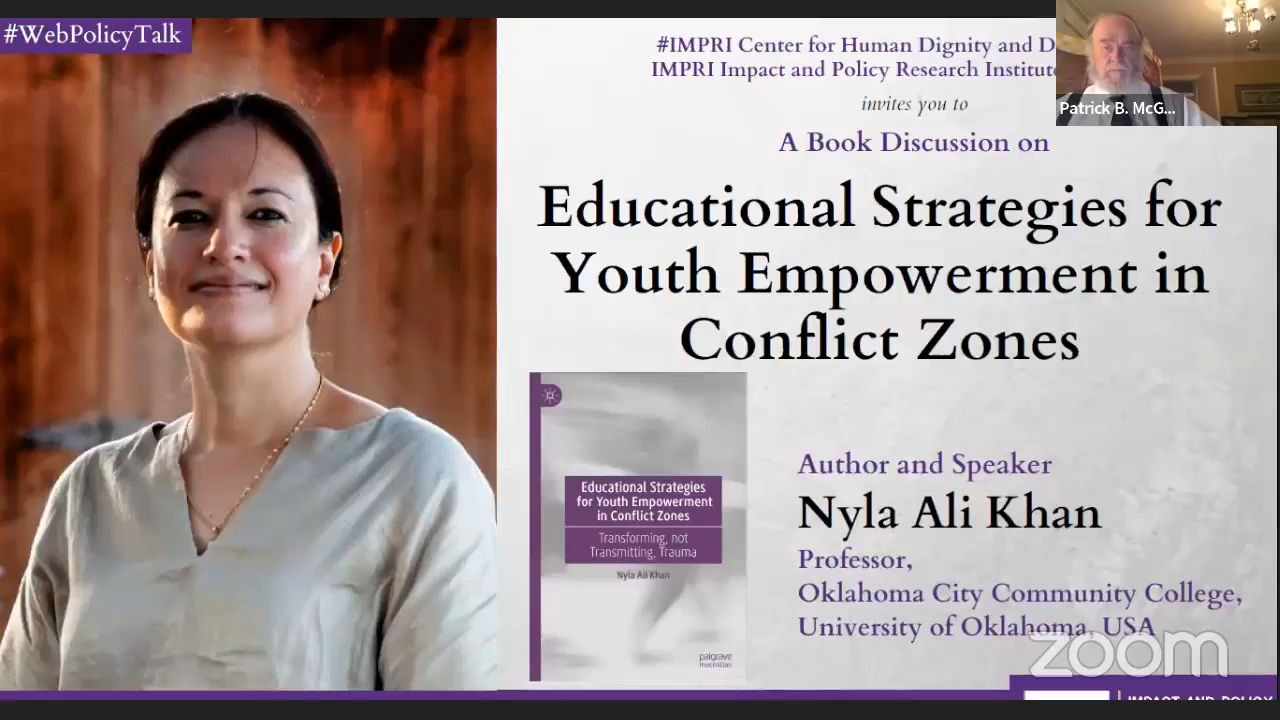 #WebPolicyTalk
#IMPRI Center for Human Dignity and D
IMPRI Impact and Policy Research Institute
invites you to
A Book Discussion on
Patrick B. McG...
Educational Strategies for
Youth Empowerment in
Conflict Zones
Educational Strategies
for Youth Empowerment
in Conflict Zones
Transforming, not
Transmitting, Trauma
Nyla Ali Khan
palgrave
macmillan
Author and Speaker
Nyla Ali Khan
Professor,
Oklahoma City Community College,
University of Oklahoma, USA
zoom
IMPACT AND POLICY